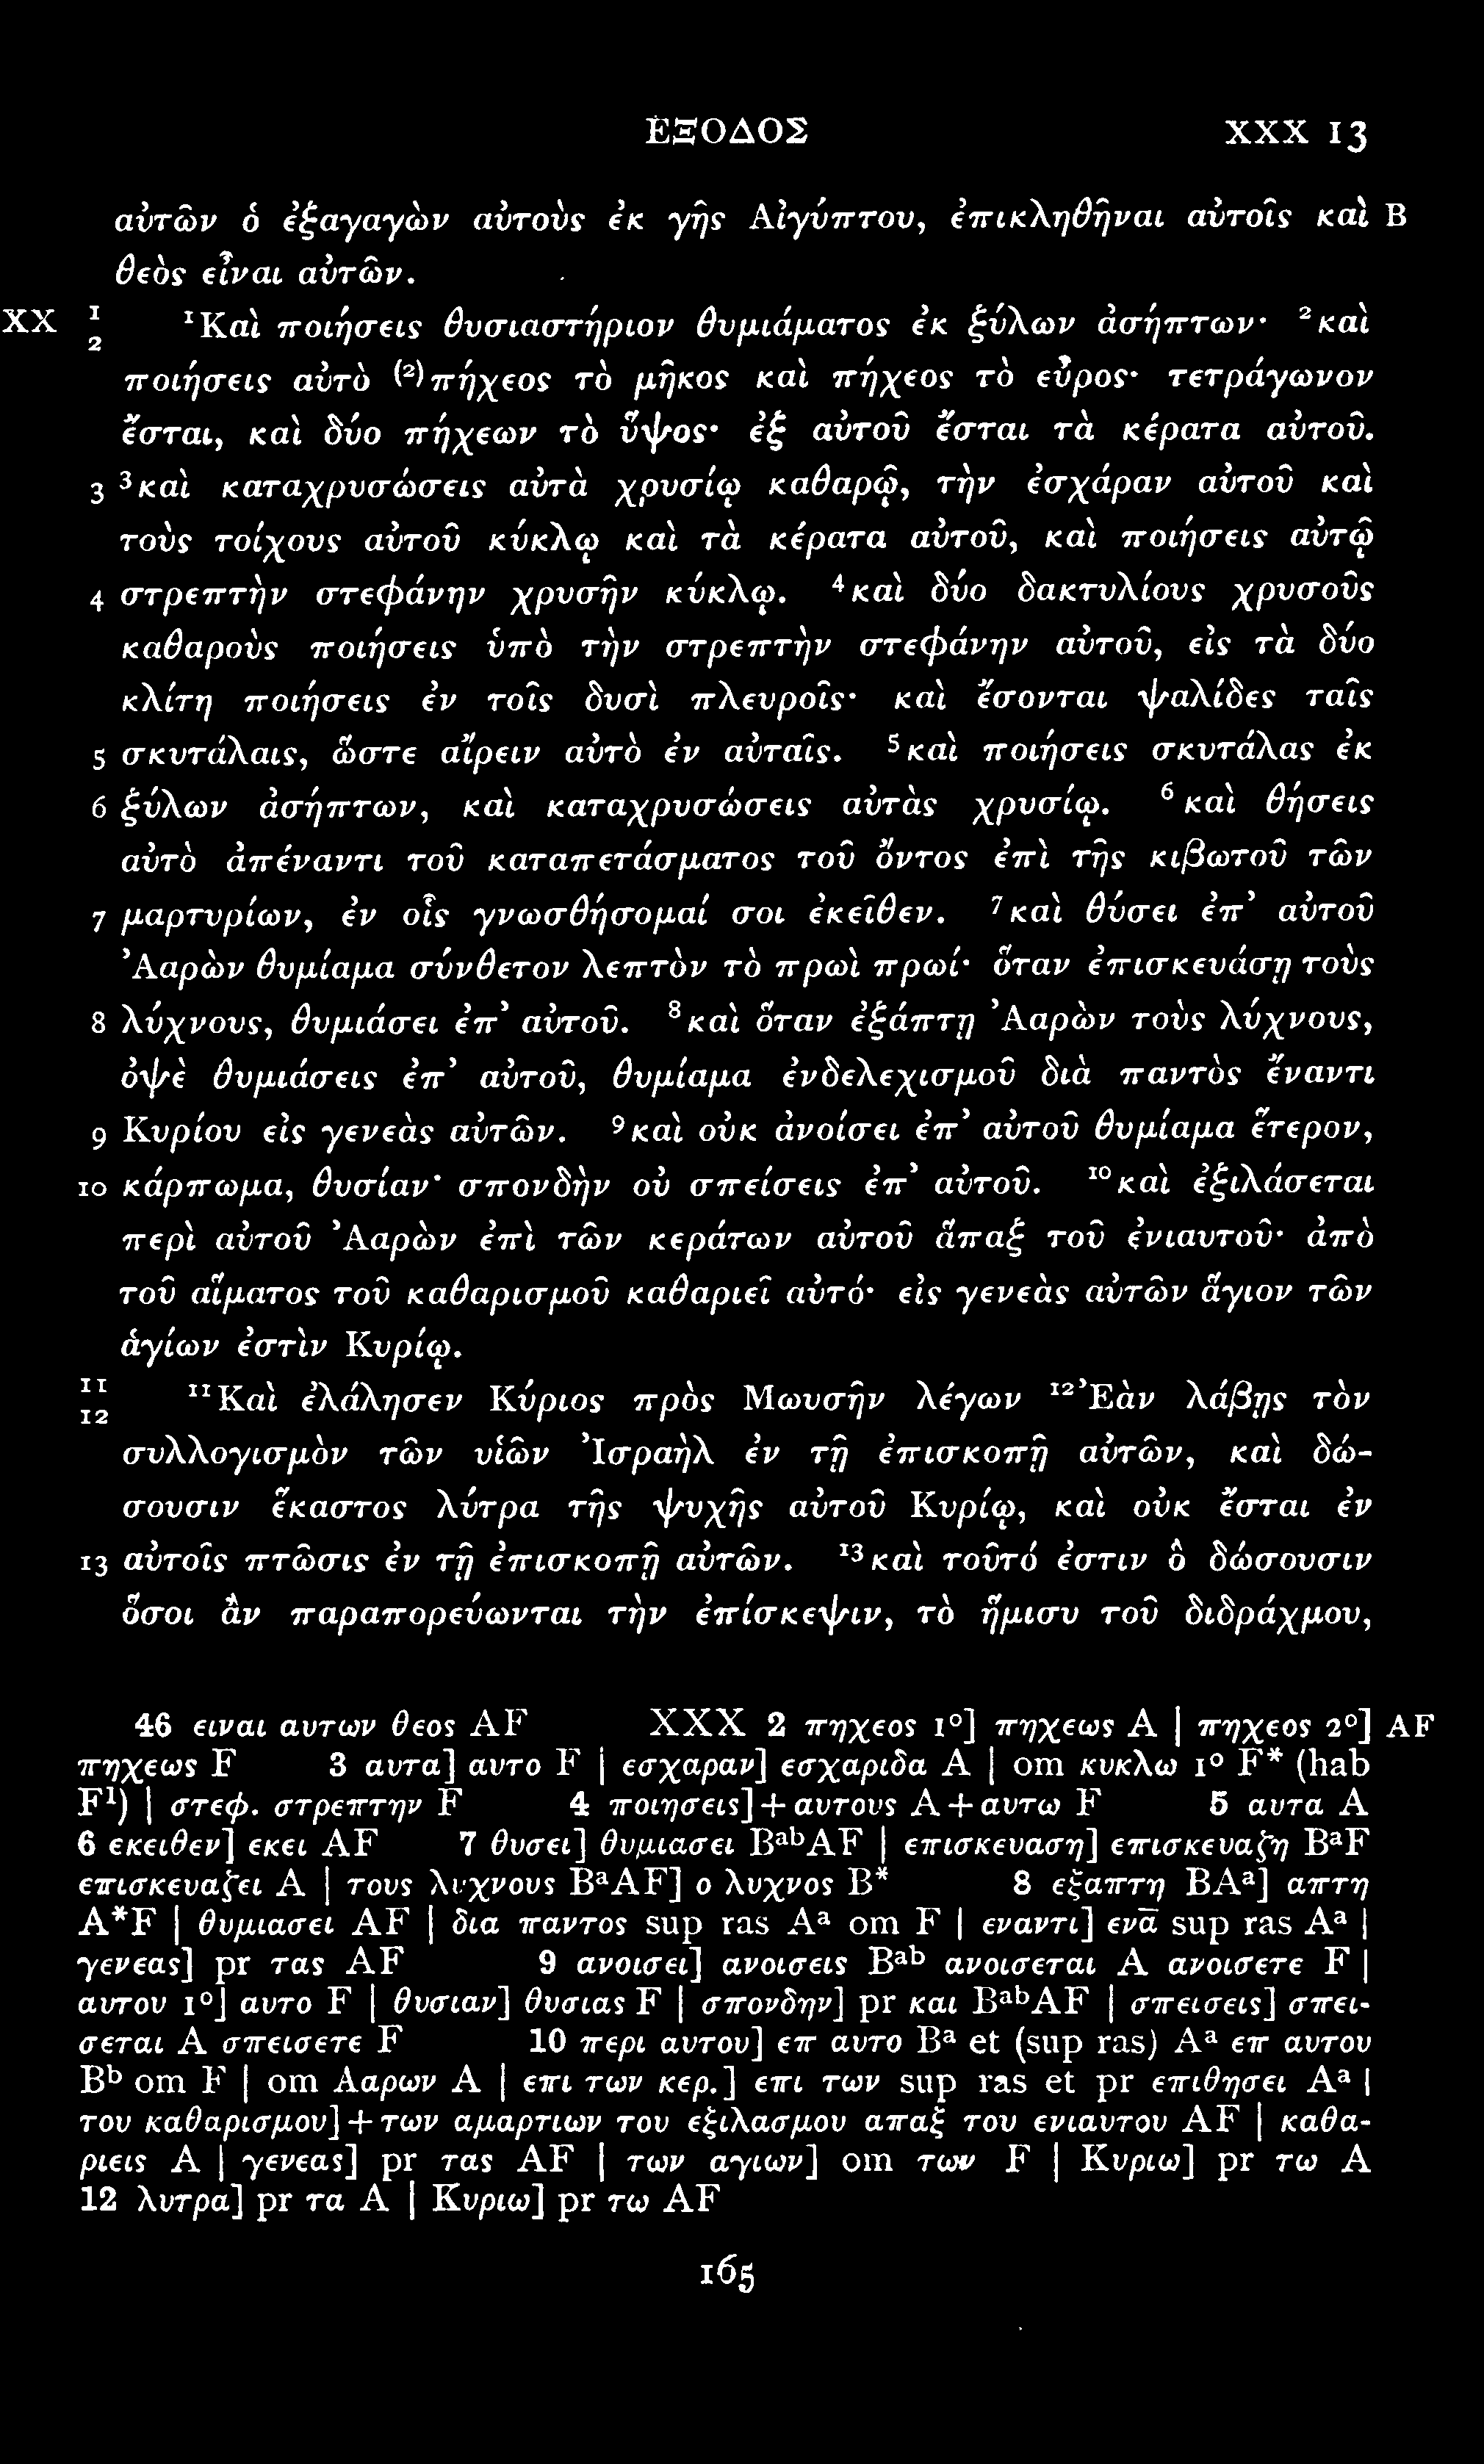 ΕΞΟΔΟΣ XXX 13
αὐτῶν ὁ ἐξαγαγὼν αὐτοὺς ἐκ γῆς Αἰγύπτου, ἐπικληθῆναι αὐτοῖς καὶ B
θεὸς εἶναι αὐτῶν.
XX 1 2 ¹Καὶ ποιήσεις θυσιαστήριον θυμιάματος ἐκ ξύλων ἀσήπτων· ²καὶ
ποιήσεις αὐτὸ ⁽²⁾πήχεος τὸ μῆκος καὶ πήχεος τὸ εὖρος· τετράγωνον
ἔσται, καὶ δύο πήχεων τὸ ὕψος· ἐξ αὐτοῦ ἔσται τὰ κέρατα αὐτοῦ.
3 ³καὶ καταχρυσώσεις αὐτὰ χρυσίῳ καθαρῷ, τὴν ἐσχάραν αὐτοῦ καὶ
τοὺς τοίχους αὐτοῦ κύκλῳ καὶ τὰ κέρατα αὐτοῦ, καὶ ποιήσεις αὐτῷ
4 στρεπτὴν στεφάνην χρυσῆν κύκλῳ. ⁴καὶ δύο δακτυλίους χρυσοῦς
καθαροὺς ποιήσεις ὑπὸ τὴν στρεπτὴν στεφάνην αὐτοῦ, εἰς τὰ δύο
κλίτη ποιήσεις ἐν τοῖς δυσὶ πλευροῖς· καὶ ἔσονται ψαλίδες ταῖς
5 σκυτάλαις, ὥστε αἴρειν αὐτὸ ἐν αὐταῖς. ⁵καὶ ποιήσεις σκυτάλας ἐκ
6 ξύλων ἀσήπτων, καὶ καταχρυσώσεις αὐτὰς χρυσίῳ. ⁶καὶ θήσεις
αὐτὸ ἀπέναντι τοῦ καταπετάσματος τοῦ ὄντος ἐπὶ τῆς κιβωτοῦ τῶν
7 μαρτυρίων, ἐν οἷς γνωσθήσομαί σοι ἐκεῖθεν. ⁷καὶ θύσει ἐπ’ αὐτοῦ
Ἀαρὼν θυμίαμα σύνθετον λεπτὸν τὸ πρωὶ πρωί· ὅταν ἐπισκευάσῃ τοὺς
8 λύχνους, θυμιάσει ἐπ’ αὐτοῦ. ⁸καὶ ὅταν ἐξάπτῃ Ἀαρὼν τοὺς λύχνους,
ὀψὲ θυμιάσεις ἐπ’ αὐτοῦ, θυμίαμα ἐνδελεχισμοῦ διὰ παντὸς ἔναντι
9 Κυρίου εἰς γενεὰς αὐτῶν. ⁹καὶ οὐκ ἀνοίσει ἐπ’ αὐτοῦ θυμίαμα ἕτερον,
10 κάρπωμα, θυσίαν· σπονδὴν οὐ σπείσεις ἐπ’ αὐτοῦ. ¹⁰καὶ ἐξιλάσεται
περὶ αὐτοῦ Ἀαρὼν ἐπὶ τῶν κεράτων αὐτοῦ ἅπαξ τοῦ ἐνιαυτοῦ· ἀπὸ
τοῦ αἵματος τοῦ καθαρισμοῦ καθαριεῖ αὐτό· εἰς γενεὰς αὐτῶν ἅγιον τῶν
ἁγίων ἐστὶν Κυρίῳ.
11 12 ¹¹Καὶ ἐλάλησεν Κύριος πρὸς Μωυσῆν λέγων ¹²Ἐὰν λάβῃς τὸν
συλλογισμὸν τῶν υἱῶν Ἰσραὴλ ἐν τῇ ἐπισκοπῇ αὐτῶν, καὶ δώ-
σουσιν ἕκαστος λύτρα τῆς ψυχῆς αὐτοῦ Κυρίῳ, καὶ οὐκ ἔσται ἐν
13 αὐτοῖς πτῶσις ἐν τῇ ἐπισκοπῇ αὐτῶν. ¹³καὶ τοῦτό ἐστιν ὃ δώσουσιν
ὅσοι ἂν παραπορεύωνται τὴν ἐπίσκεψιν, τὸ ἥμισυ τοῦ διδράχμου,
46 ειναι αυτων θεος AF XXX 2 πηχεος 1°] πηχεως A | πηχεος 2°] AF
πηχεως F 3 αυτα] αυτο F | εσχαραν] εσχαριδα A | om κυκλω 1° F* (hab
F¹) | στεφ. στρεπτην F 4 ποιησεις]+αυτους A+αυτω F 5 αυτα A
6 εκειθεν] εκει AF 7 θυσει] θυμιασει BᵃᵇAF | επισκευαση] επισκευαζη BᵃF
επισκευαζει A | τους λυχνους BᵃAF] ο λυχνος B* 8 εξαπτη BAᵃ] απτη
A*F | θυμιασει AF | δια παντος sup ras Aᵃ om F | εναντι] ενα̅ sup ras Aᵃ |
γενεας] pr τας AF 9 ανοισει] ανοισεις Bᵃᵇ ανοισεται A ανοισετε F |
αυτου 1°] αυτο F | θυσιαν] θυσιας F | σπονδην] pr και BᵃᵇAF | σπεισεις] σπει-
σεται A σπεισετε F 10 περι αυτου] επ αυτο Bᵃ et (sup ras) Aᵃ επ αυτου
Bᵇ om F | om Ααρων A | επι των κερ.] επι των sup ras et pr επιθησει Aᵃ |
του καθαρισμου]+των αμαρτιων του εξιλασμου απαξ του ενιαυτου AF | καθα-
ριεις A | γενεας] pr τας AF | των αγιων] om των F | Κυριω] pr τω A
12 λυτρα] pr τα A | Κυριω] pr τω AF
165